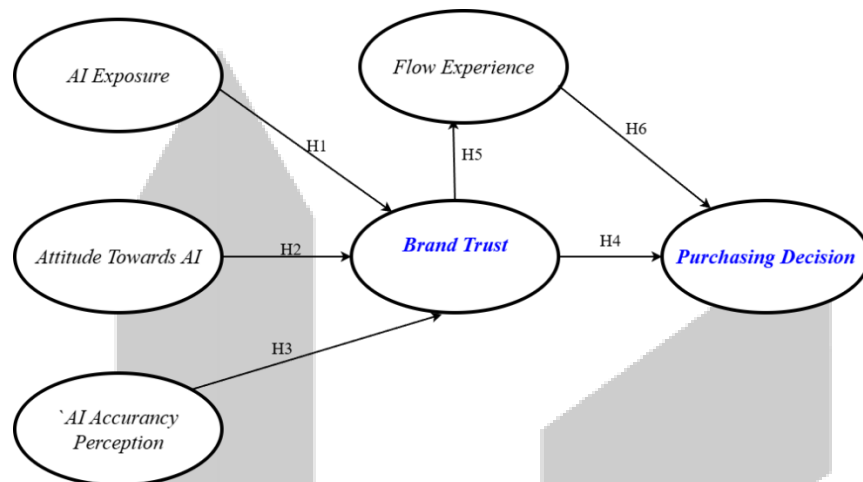 AI Exposure
Flow Experience
H1
H5
H6
Attitude Towards AI
H2
Brand Trust
H4
Purchasing Decision
H3
`AI Accurancy
Perception